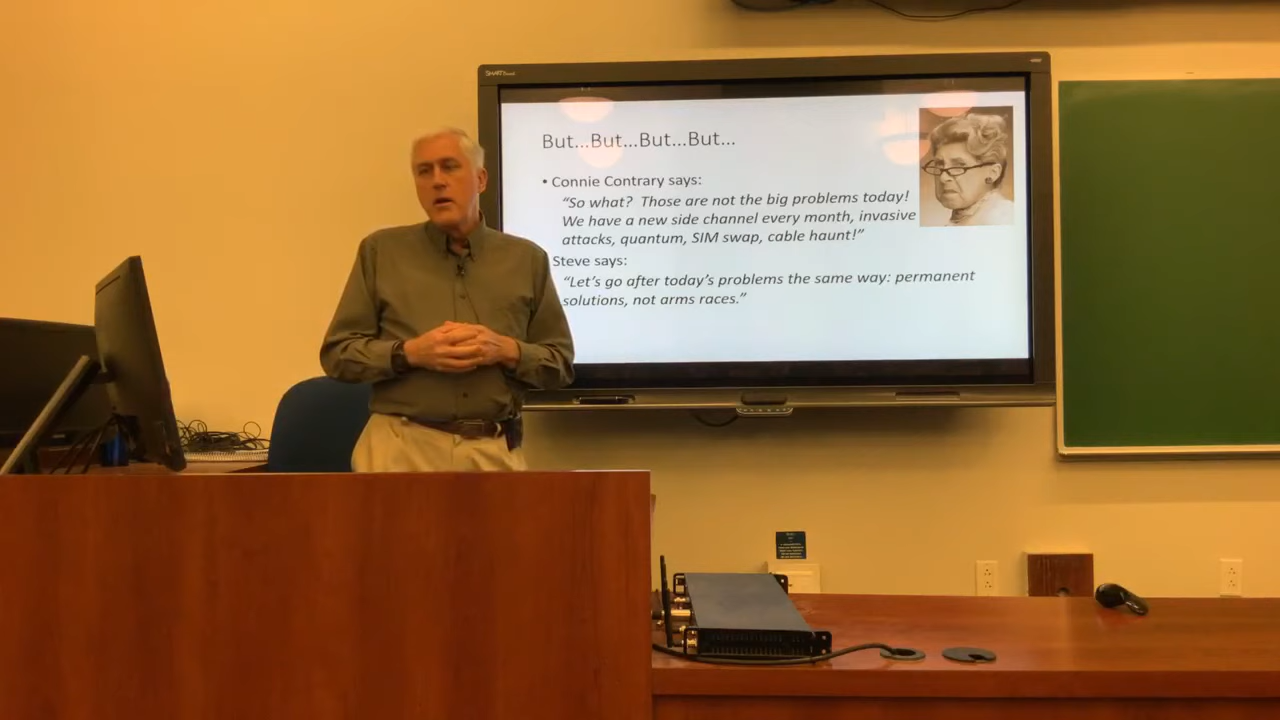 SMART Board
But...But...But...But...
• Connie Contrary says:
“So what? Those are not the big problems today!
We have a new side channel every month, invasive
attacks, quantum, SIM swap, cable haunt!”
Steve says:
“Let’s go after today’s problems the same way: permanent
solutions, not arms races.”